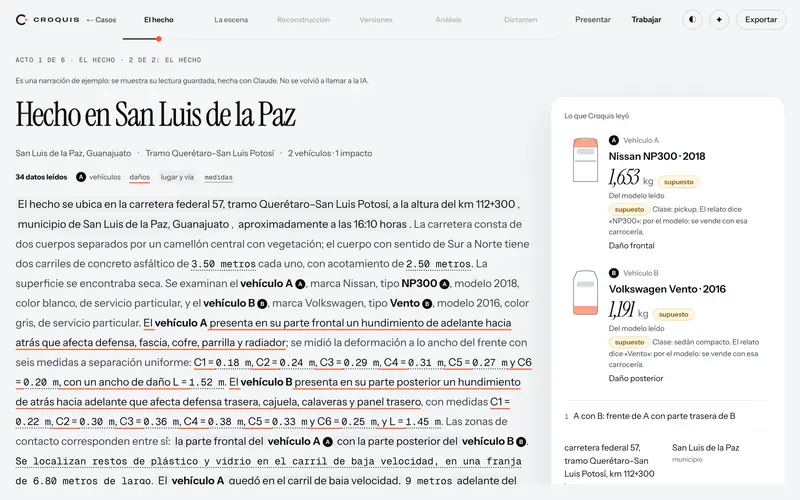 CROQUIS ← Casos El hecho La escena Reconstrucción Versiones Análisis Dictamen Presentar Trabajar Exportar
ACTO 1 DE 6 · EL HECHO · 2 DE 2: EL HECHO
Es una narración de ejemplo: se muestra su lectura guardada, hecha con Claude. No se volvió a llamar a la IA.
Hecho en San Luis de la Paz
San Luis de la Paz, Guanajuato · Tramo Querétaro–San Luis Potosí · 2 vehículos · 1 impacto
34 datos leídos A vehículos daños lugar y vía medidas
El hecho se ubica en la carretera federal 57, tramo Querétaro–San Luis Potosí, a la altura del km 112+300 ,
municipio de San Luis de la Paz, Guanajuato , aproximadamente a las 16:10 horas . La carretera consta de
dos cuerpos separados por un camellón central con vegetación; el cuerpo con sentido de Sur a Norte tiene
dos carriles de concreto asfáltico de 3.50 metros cada uno, con acotamiento de 2.50 metros. La
superficie se encontraba seca. Se examinan el vehículo A A, marca Nissan, tipo NP300 A, modelo 2018,
color blanco, de servicio particular, y el vehículo B B, marca Volkswagen, tipo Vento B, modelo 2016, color
gris, de servicio particular. El vehículo A presenta en su parte frontal un hundimiento de adelante hacia
atrás que afecta defensa, fascia, cofre, parrilla y radiador; se midió la deformación a lo ancho del frente con
seis medidas a separación uniforme: C1 = 0.18 m, C2 = 0.24 m, C3 = 0.29 m, C4 = 0.31 m, C5 = 0.27 m y C6
= 0.20 m, con un ancho de daño L = 1.52 m. El vehículo B presenta en su parte posterior un hundimiento
de atrás hacia adelante que afecta defensa trasera, cajuela, calaveras y panel trasero, con medidas C1 =
0.22 m, C2 = 0.30 m, C3 = 0.36 m, C4 = 0.38 m, C5 = 0.33 m y C6 = 0.25 m, y L = 1.45 m. Las zonas de
contacto corresponden entre sí: la parte frontal del vehículo A A con la parte posterior del vehículo B B.
Se localizan restos de plástico y vidrio en el carril de baja velocidad, en una franja
de 6.80 metros de largo. El vehículo A quedó en el carril de baja velocidad, 9 metros adelante del
Lo que Croquis leyó
A Vehículo A
Nissan NP300 · 2018
1,653 kg supuesto
Del modelo leído
supuesto Clase: pickup. El relato dice
«NP300»: por el modelo: se vende con esa
carrocería.
Daño frontal
B Vehículo B
Volkswagen Vento · 2016
1,191 kg supuesto
Del modelo leído
supuesto Clase: sedán compacto. El relato
dice «Vento»: por el modelo: se vende con esa
carrocería.
Daño posterior
1 A con B: frente de A con parte trasera de B
carretera federal 57,
tramo Querétaro–San
Luis Potosí, km 112+300
San Luis de la Paz
municipio